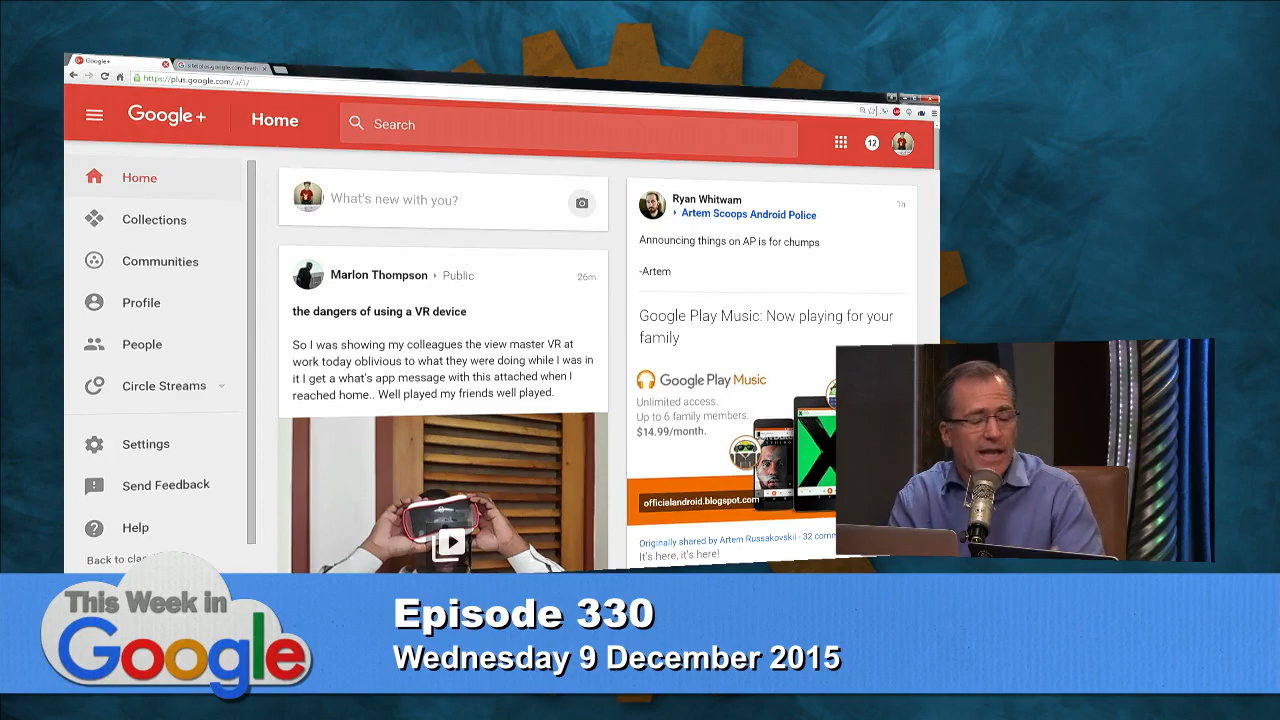 Google+
https://plus.google.com/u/1/
Google+
Home
Search
12
Home
Collections
Communities
Profile
People
Circle Streams
Settings
Send Feedback
Help
Back to clas
What's new with you?
Marlon Thompson
Public
26m
the dangers of using a VR device
So I was showing my colleagues the view master VR at
work today oblivious to what they were doing while I was in
it I get a what's app message with this attached when I
reached home.. Well played my friends well played.
Ryan Whitwam
1h
Artem Scoops Android Police
Announcing things on AP is for chumps
-Artem
Google Play Music: Now playing for your
family
Google Play Music
Unlimited access.
Up to 6 family members.
$14.99/month.
officialandroid.blogspot.com
Originally shared by Artem Russakovskii - 32 comm
It's here, it's here!
This Week in
Google
Episode 330
Wednesday 9 December 2015